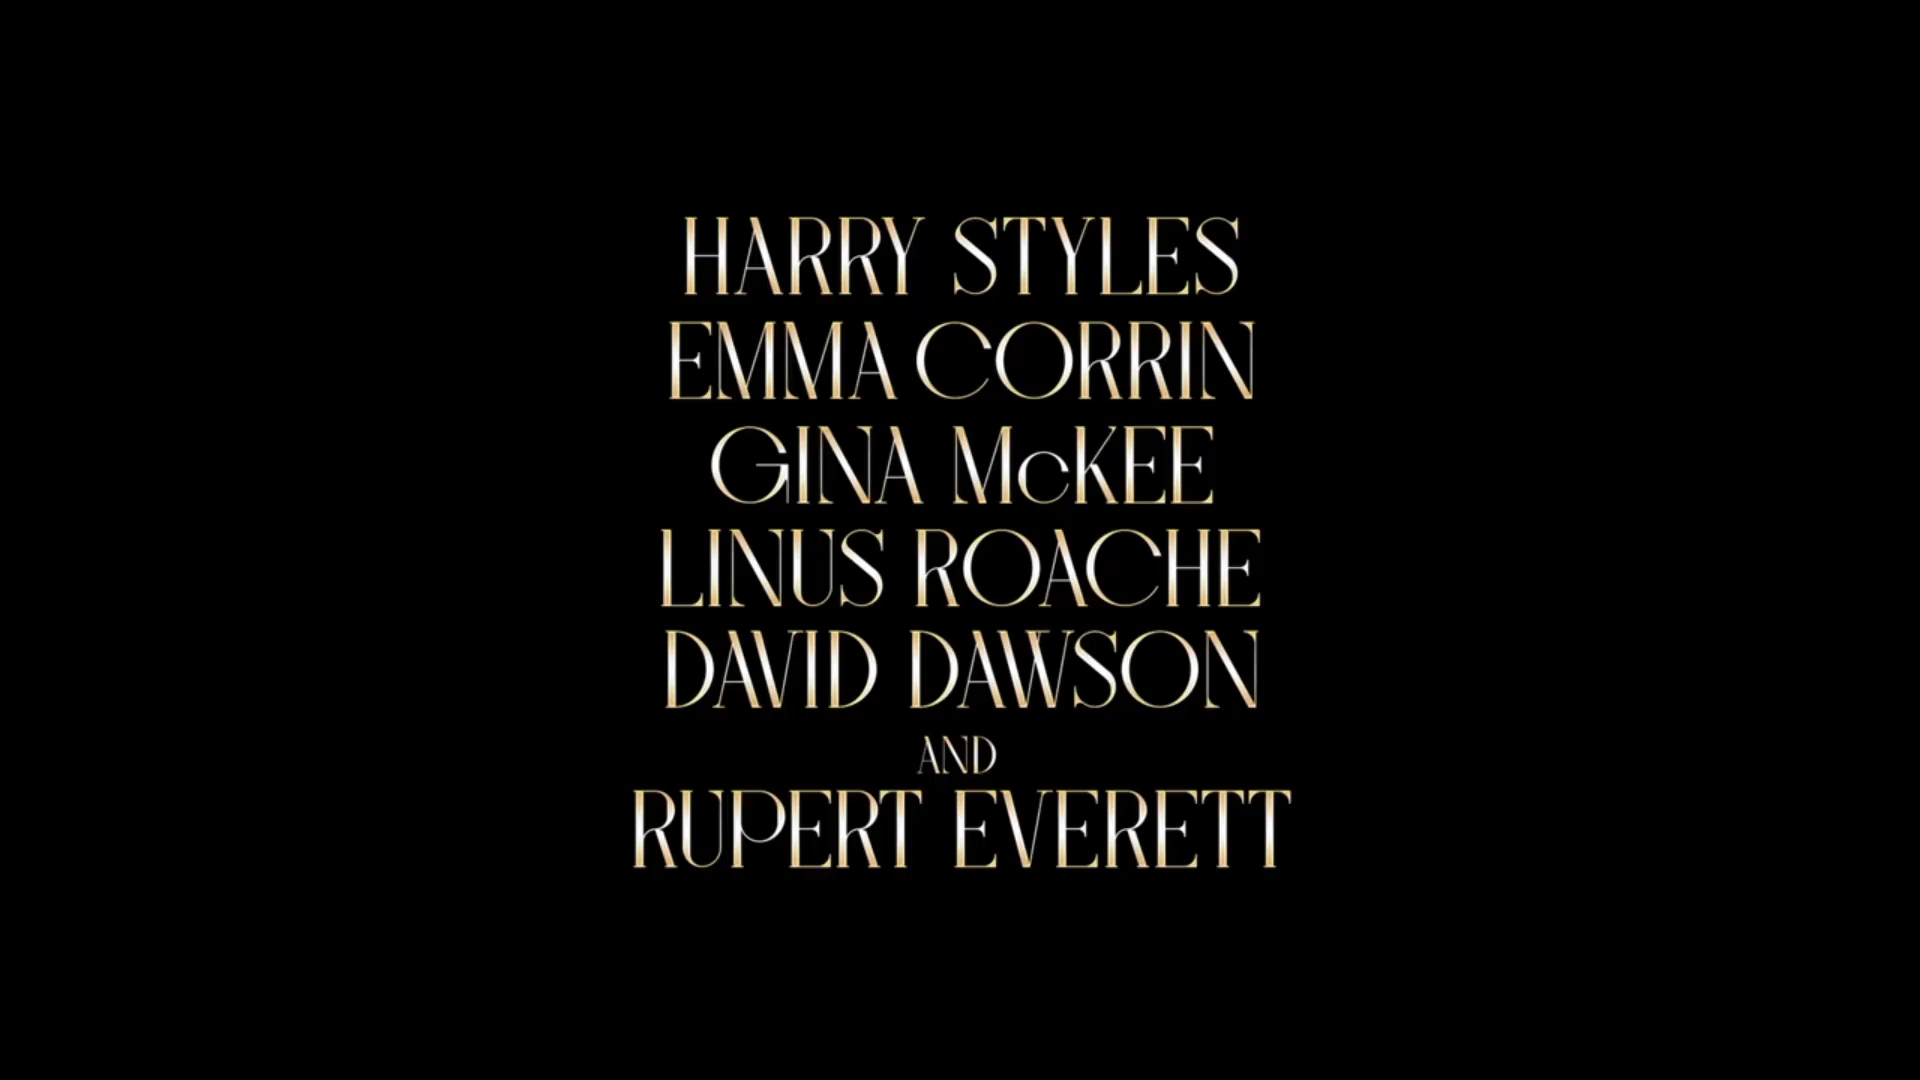 HARRY STYLES
EMMA CORRIN
GINA McKEE
LINUS ROACHE
DAVID DAWSON
AND
RUPERT EVERETT